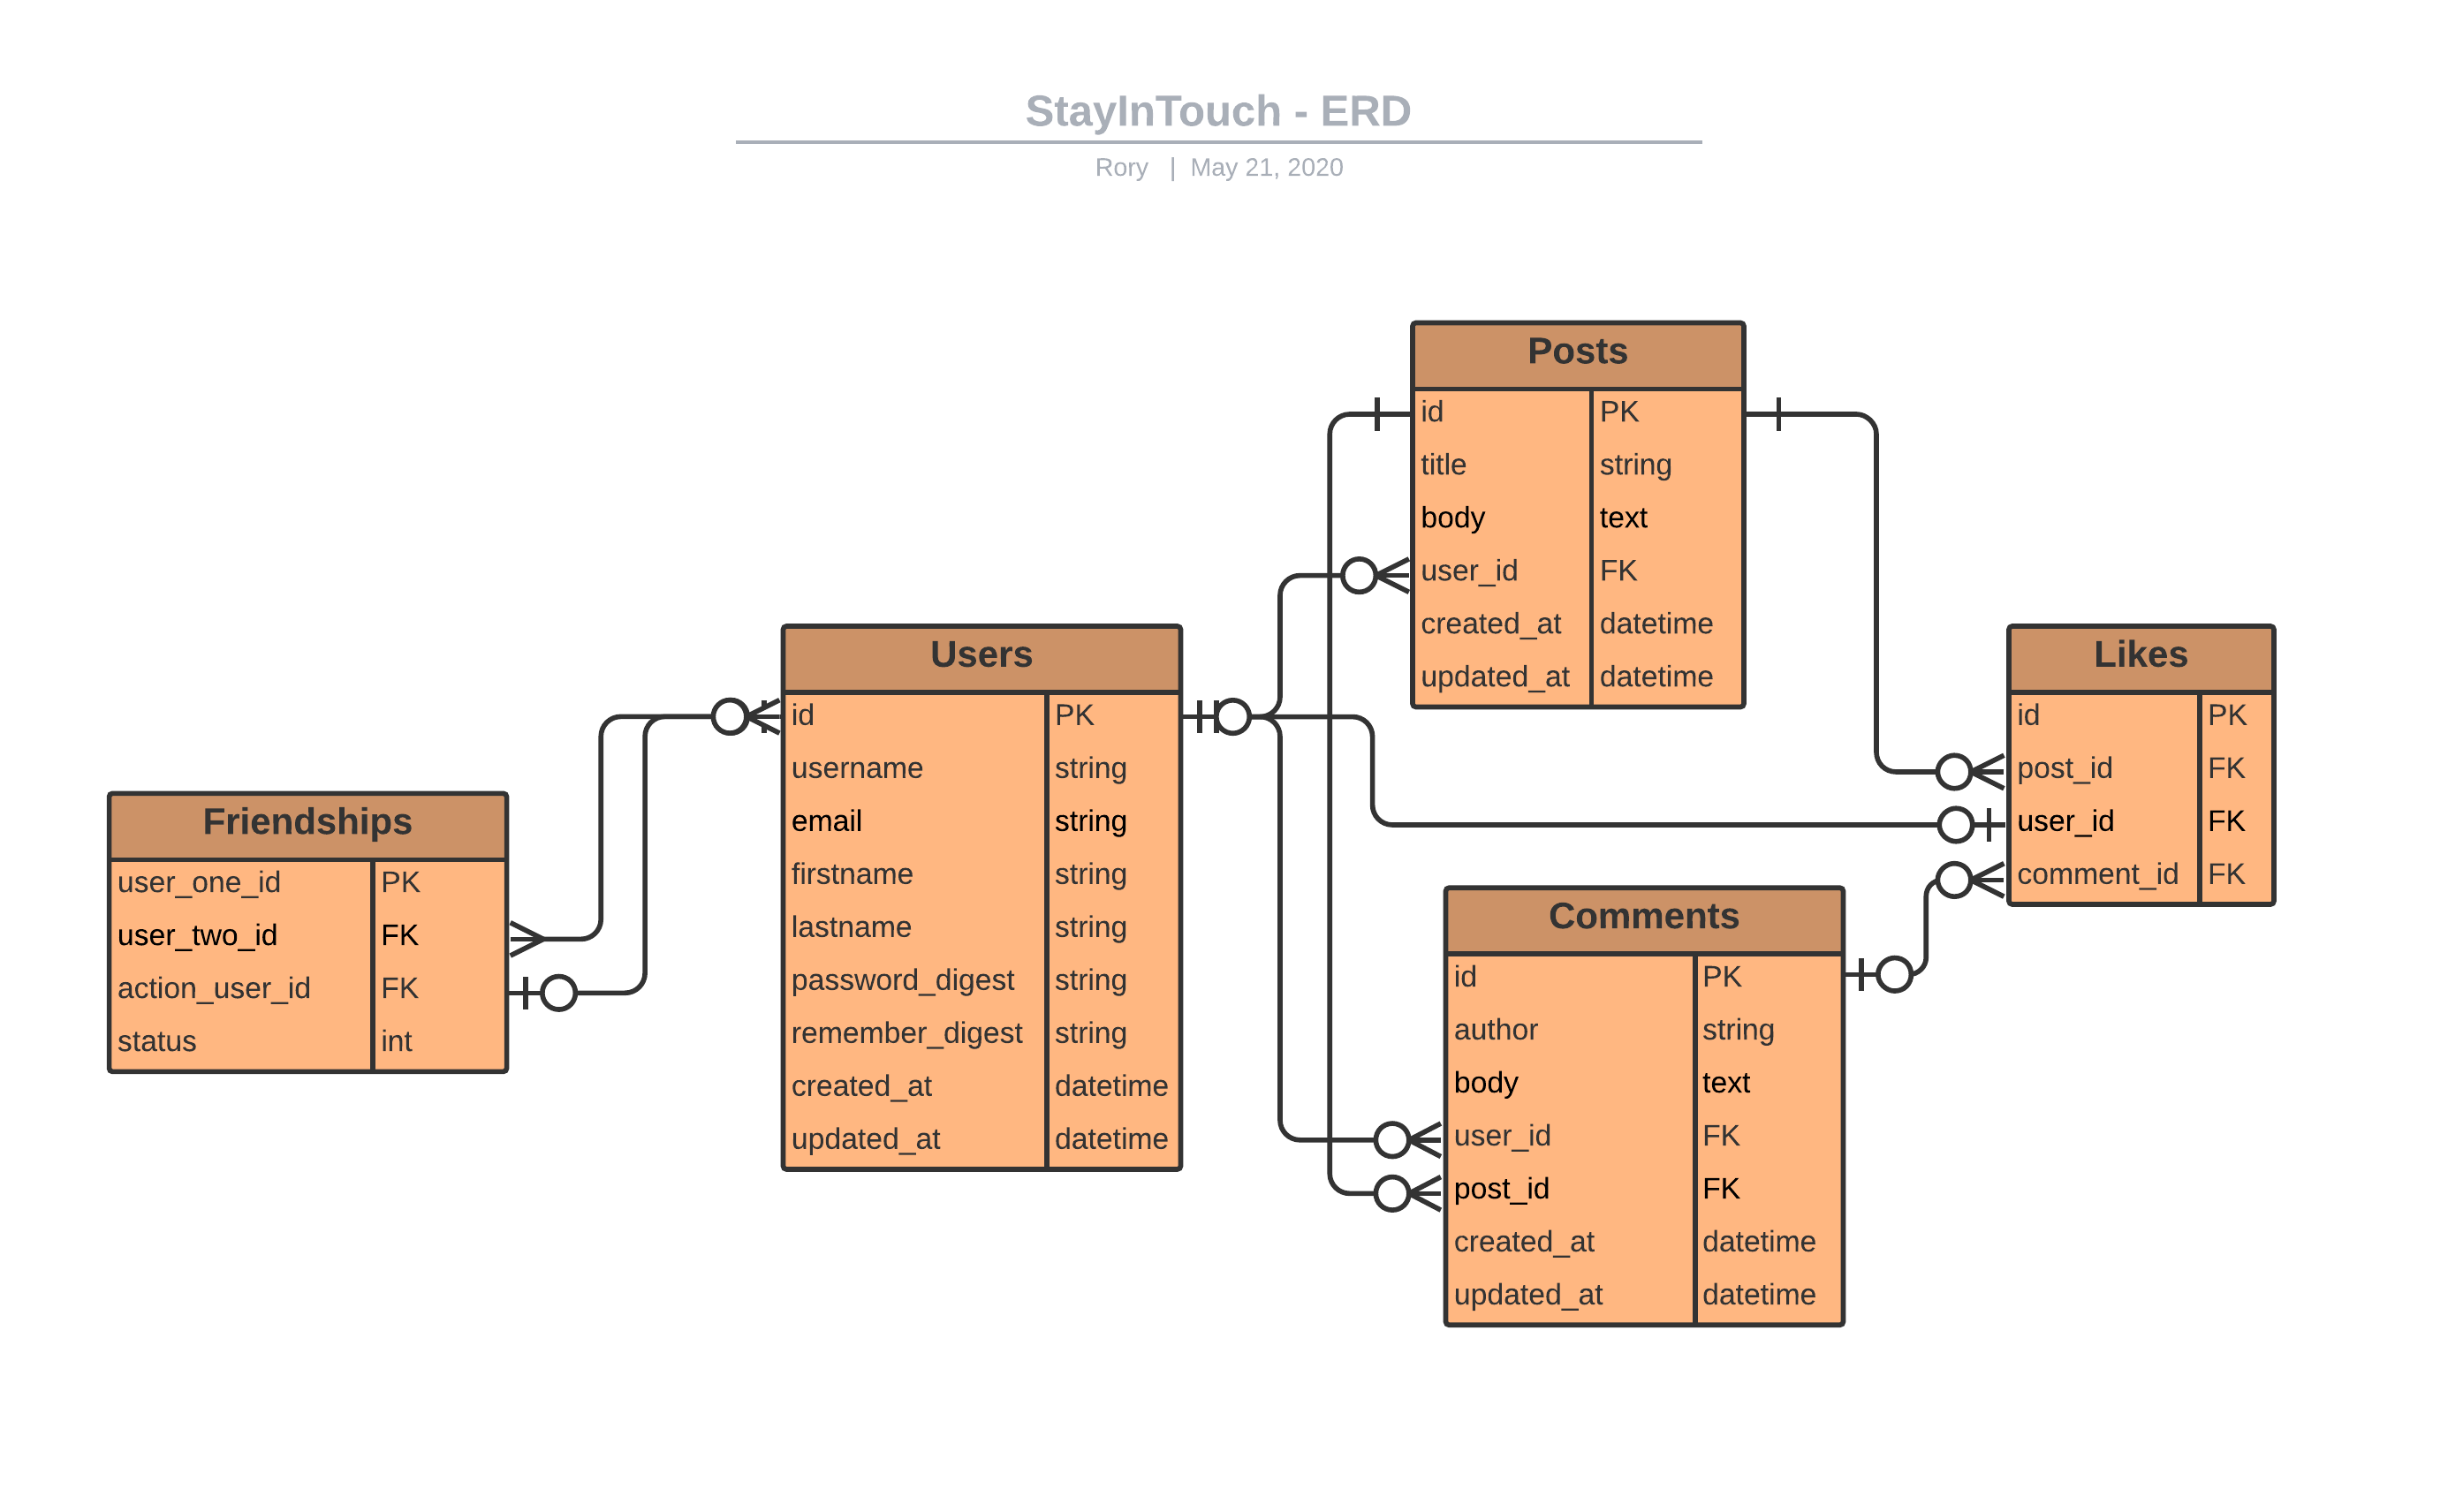 StayInTouch - ERD
Rory | May 21, 2020
Posts
id PK
title string
body text
user_id FK
created_at datetime
updated_at datetime
Users
id PK
username string
email string
firstname string
lastname string
password_digest string
remember_digest string
created_at datetime
updated_at datetime
Likes
id PK
post_id FK
user_id FK
comment_id FK
Friendships
user_one_id PK
user_two_id FK
action_user_id FK
status int
Comments
id PK
author string
body text
user_id FK
post_id FK
created_at datetime
updated_at datetime